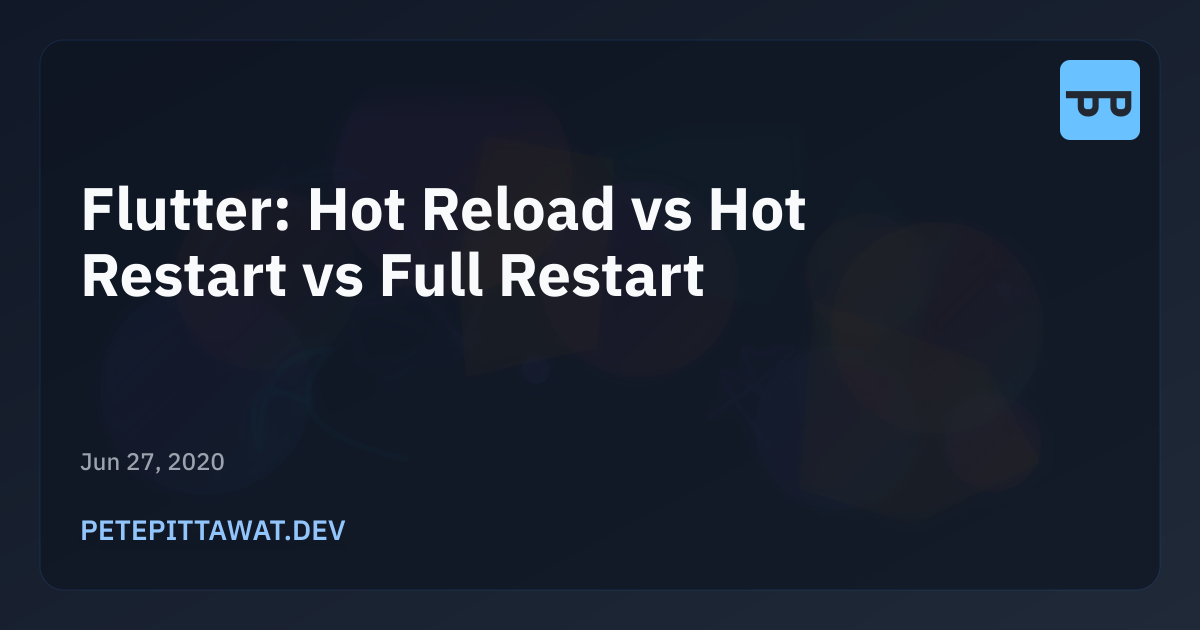 Flutter: Hot Reload vs Hot
Restart vs Full Restart
Jun 27, 2020
PETEPITTAWAT.DEV